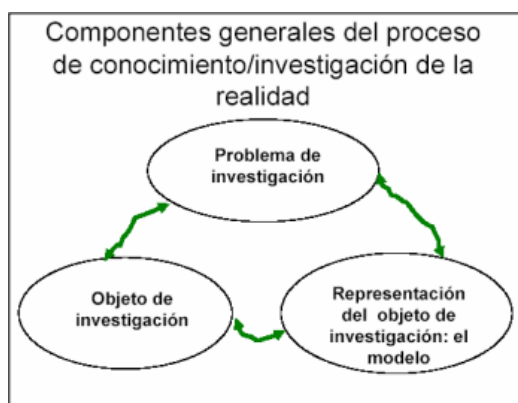 Componentes generales del proceso
de conocimiento/investigación de la
realidad
Problema de
investigación
Objeto de
investigación
Representación
del objeto de
investigación: el
modelo